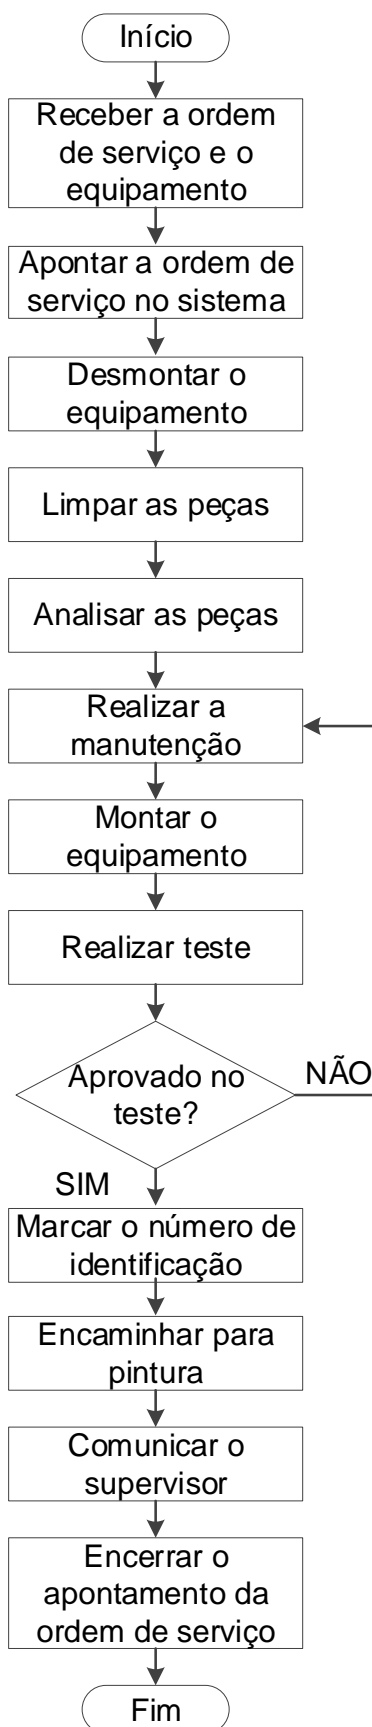 Início
Receber a ordem
de serviço e o
equipamento
Apontar a ordem de
serviço no sistema
Desmontar o
equipamento
Limpar as peças
Analisar as peças
Realizar a
manutenção
Montar o
equipamento
Realizar teste
Aprovado no
teste?
NÃO
SIM
Marcar o número de
identificação
Encaminhar para
pintura
Comunicar o
supervisor
Encerrar o
apontamento da
ordem de serviço
Fim